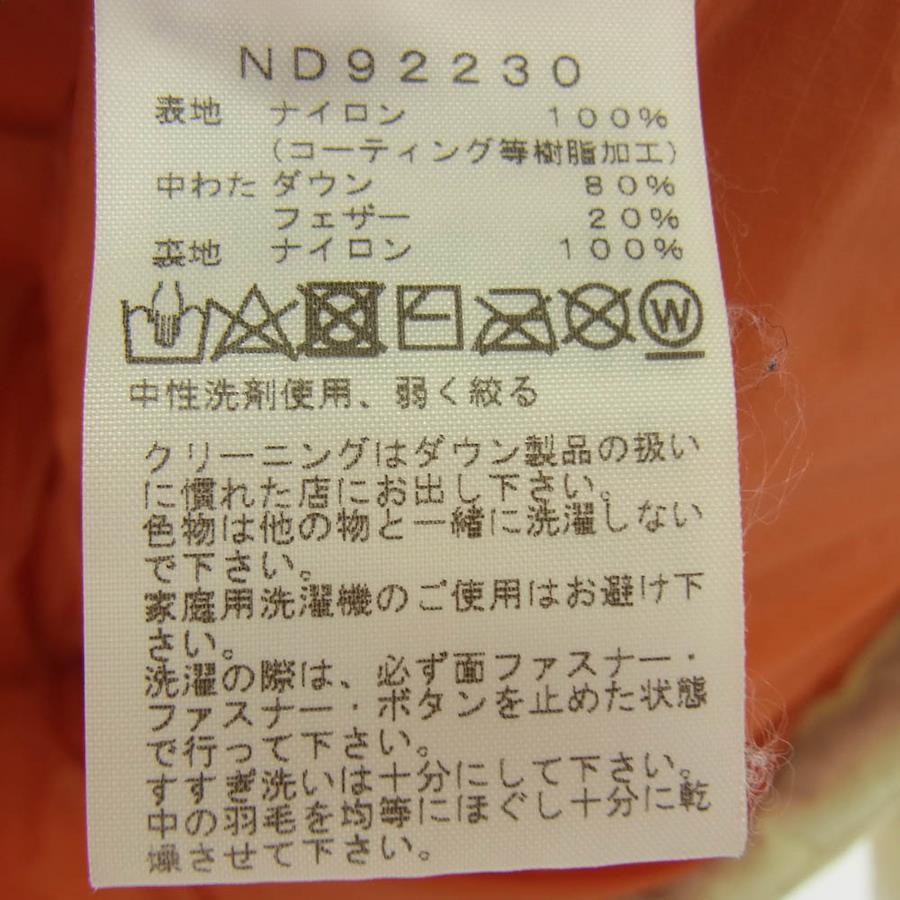 ND92230
表地 ナイロン 100%
(コーティング等樹脂加工)
中わた ダウン 80%
フェザー 20%
裏地 ナイロン 100%
W
中性洗剤使用、弱く絞る
クリーニングはダウン製品の扱い
に慣れた店にお出し下さい。
色物は他の物と一緒に洗濯しない
で下さい。
家庭用洗濯機のご使用はお避け下
さい。
洗濯の際は、必ず面ファスナー・
ファスナー・ボタンを止めた状態
で行って下さい。
すすぎ洗いは十分にして下さい。
中の羽毛を均等にほぐし十分に乾
燥させて下さい。